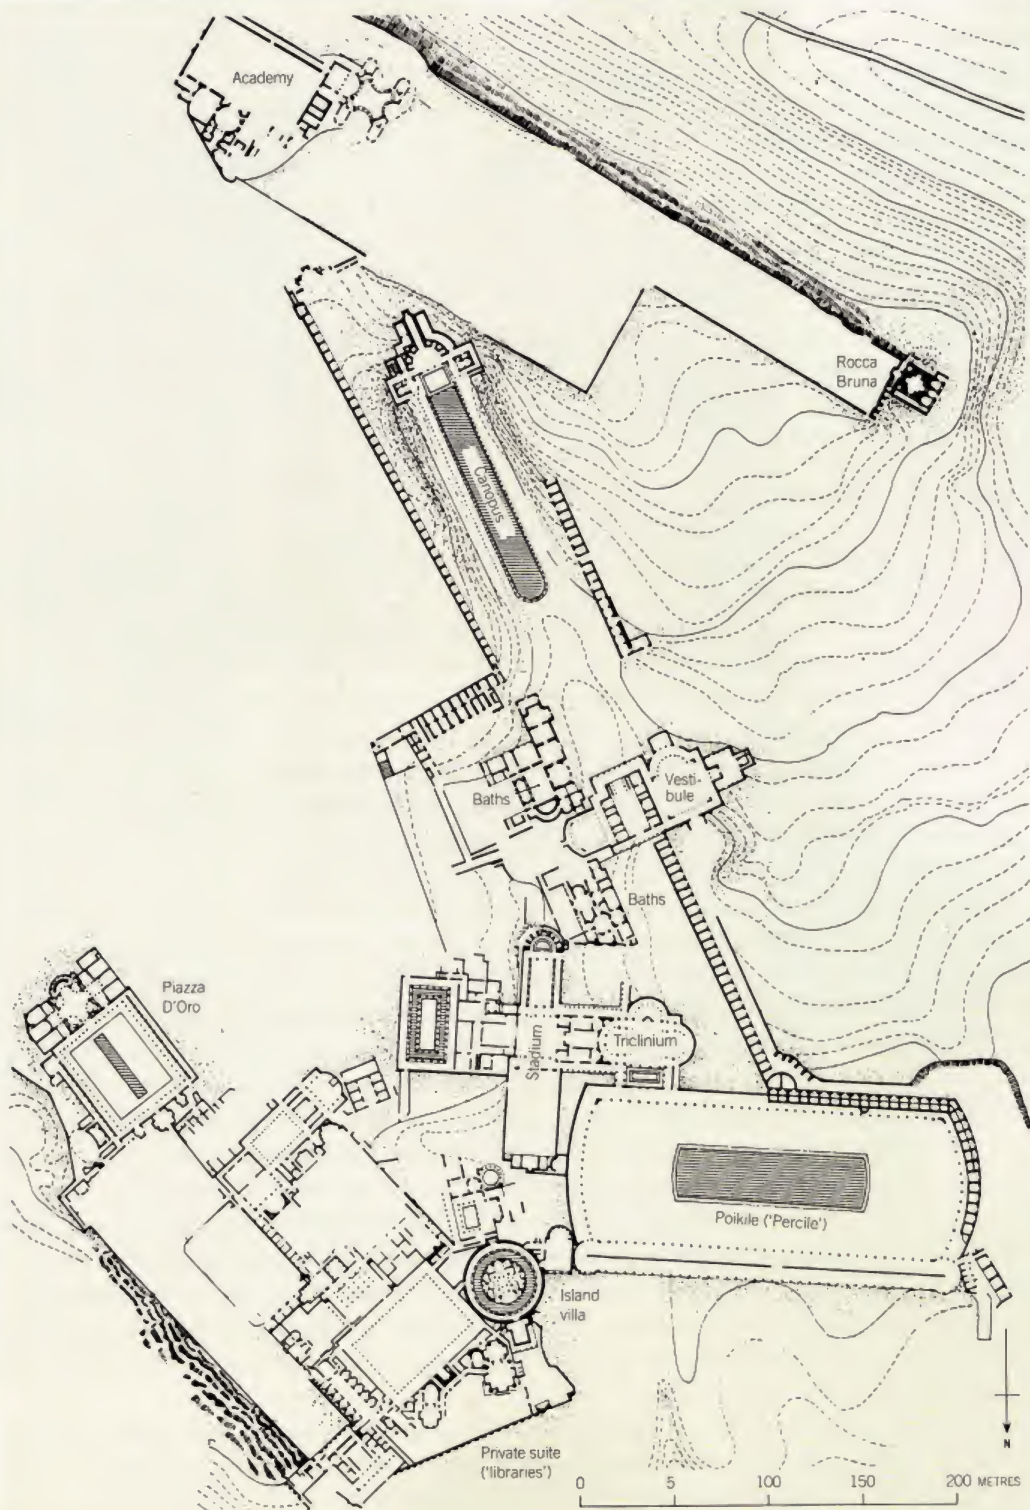 Academy
Rocca
Bruna
Canopus
Vesti-
bule
Baths
Baths
Piazza
D'Oro
Stadium
Triclinium
Poikile ('Percile')
Island
villa
N
Private suite
('libraries')
0 5 100 150 200 METRES